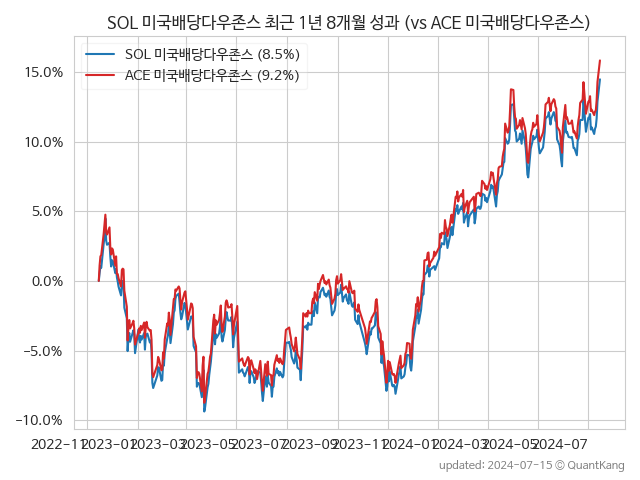 SOL 미국배당다우존스 최근 1년 8개월 성과 (vs ACE 미국배당다우존스)
SOL 미국배당다우존스 (8.5%)
ACE 미국배당다우존스 (9.2%)
15.0%
10.0%
5.0%
0.0%
−5.0%
−10.0%
2022-11 2023-01 2023-03 2023-05 2023-07 2023-09 2023-11 2024-01 2024-03 2024-05 2024-07
updated: 2024-07-15 © QuantKang